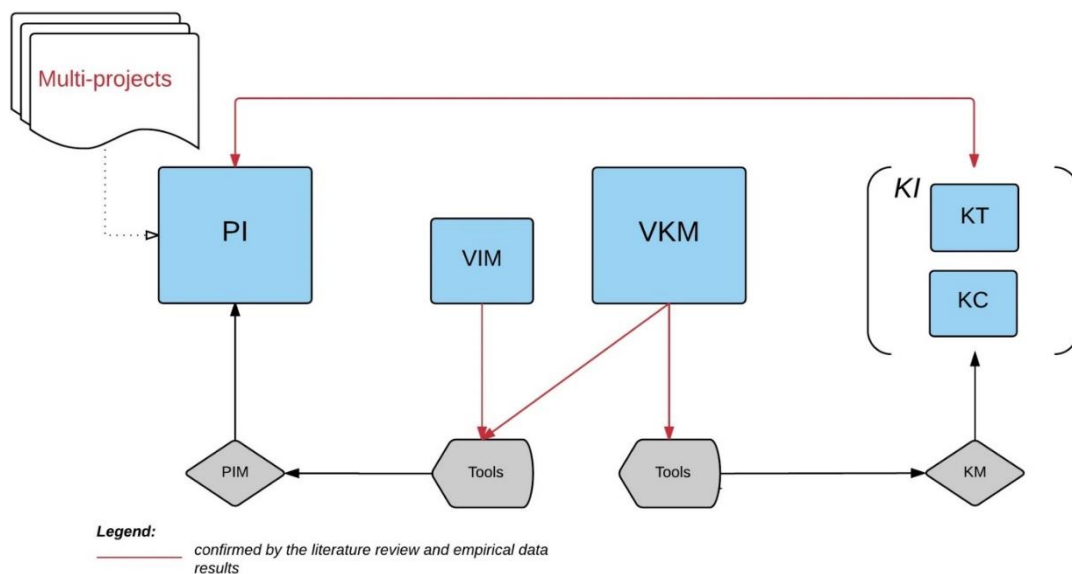 Multi-projects
PI
VIM
VKM
KI
KT
KC
PIM
Tools
Tools
KM
Legend:
confirmed by the literature review and empirical data
results